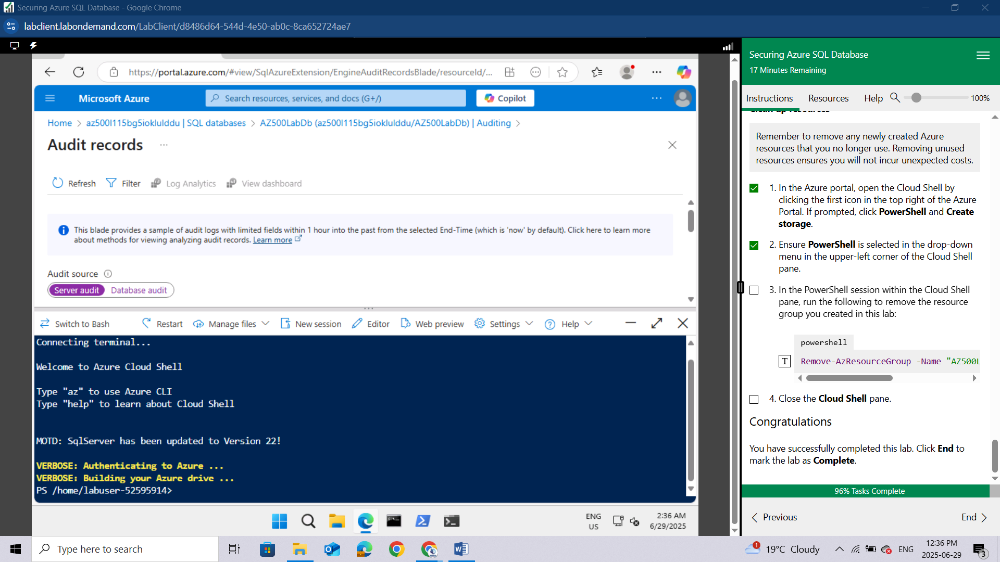 Securing Azure SQL Database - Google Chrome
labclient.labondemand.com/LabClient/d8486d64-544d-4e50-ab0c-8ca652724ae7
https://portal.azure.com/#view/SqlAzureExtension/EngineAuditRecordsBlade/resourceId/...
Microsoft Azure
Search resources, services, and docs (G+/)
Copilot
Home > az500l115bg5ioklulddu | SQL databases > AZ500LabDb (az500l115bg5ioklulddu/AZ500LabDb) | Auditing >
Audit records ...
Refresh
Filter
Log Analytics
View dashboard
This blade provides a sample of audit logs with limited fields within 1 hour into the past from the selected End-Time (which is 'now' by default). Click here to learn more
about methods for viewing analyzing audit records. Learn more
Audit source
Server audit
Database audit
Switch to Bash
Restart
Manage files
New session
Editor
Web preview
Settings
Help
Connecting terminal...
Welcome to Azure Cloud Shell
Type "az" to use Azure CLI
Type "help" to learn about Cloud Shell
MOTD: SqlServer has been updated to Version 22!
VERBOSE: Authenticating to Azure ...
VERBOSE: Building your Azure drive ...
PS /home/labuser-52595914>
ENG
US
2:36 AM
6/29/2025
Securing Azure SQL Database
17 Minutes Remaining
Instructions
Resources
Help
100%
Clean up resources
Remember to remove any newly created Azure
resources that you no longer use. Removing unused
resources ensures you will not incur unexpected costs.
1. In the Azure portal, open the Cloud Shell by
clicking the first icon in the top right of the Azure
Portal. If prompted, click PowerShell and Create
storage.
2. Ensure PowerShell is selected in the drop-down
menu in the upper-left corner of the Cloud Shell
pane.
3. In the PowerShell session within the Cloud Shell
pane, run the following to remove the resource
group you created in this lab:
powershell
T
Remove-AzResourceGroup -Name "AZ500L
4. Close the Cloud Shell pane.
Congratulations
You have successfully completed this lab. Click End to
mark the lab as Complete.
96% Tasks Complete
Previous
End
Type here to search
1
19°C Cloudy
ENG
12:36 PM
2025-06-29
3